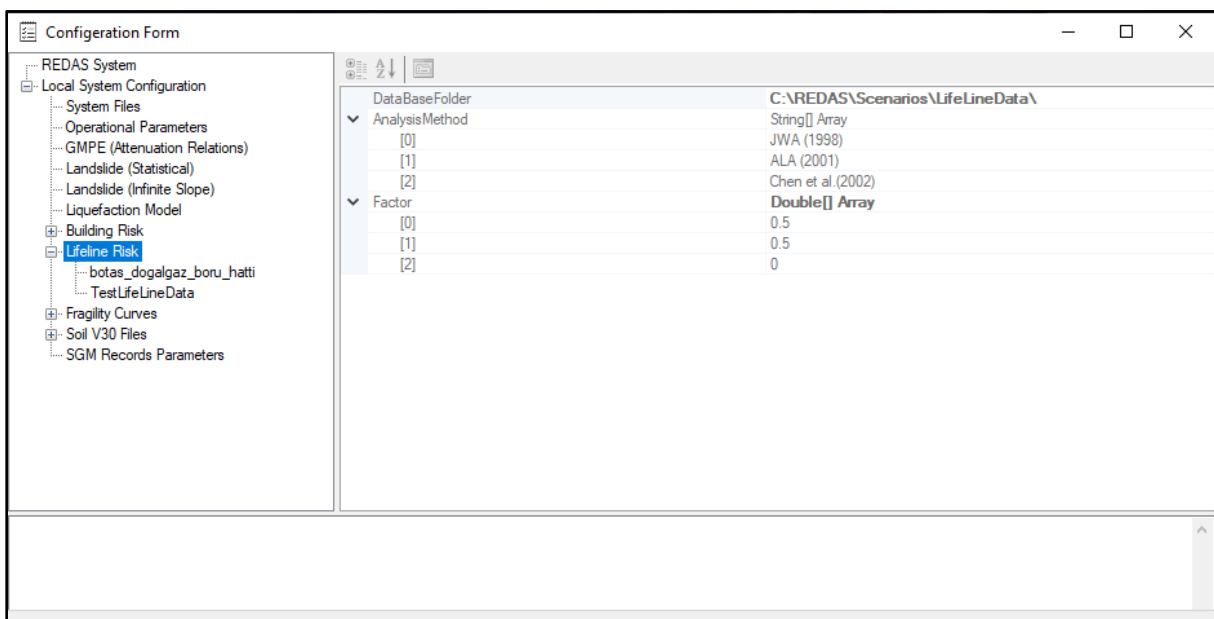 Configeration Form
REDAS System
Local System Configuration
System Files
Operational Parameters
GMPE (Attenuation Relations)
Landslide (Statistical)
Landslide (Infinite Slope)
Liquefaction Model
Building Risk
Lifeline Risk
botas_dogalgaz_boru_hatti
TestLifeLineData
Fragility Curves
Soil V30 Files
SGM Records Parameters
DataBaseFolder C:\REDAS\Scenarios\LifeLineData\
AnalysisMethod String[] Array
[0] JWA (1998)
[1] ALA (2001)
[2] Chen et al.(2002)
Factor Double[] Array
[0] 0.5
[1] 0.5
[2] 0